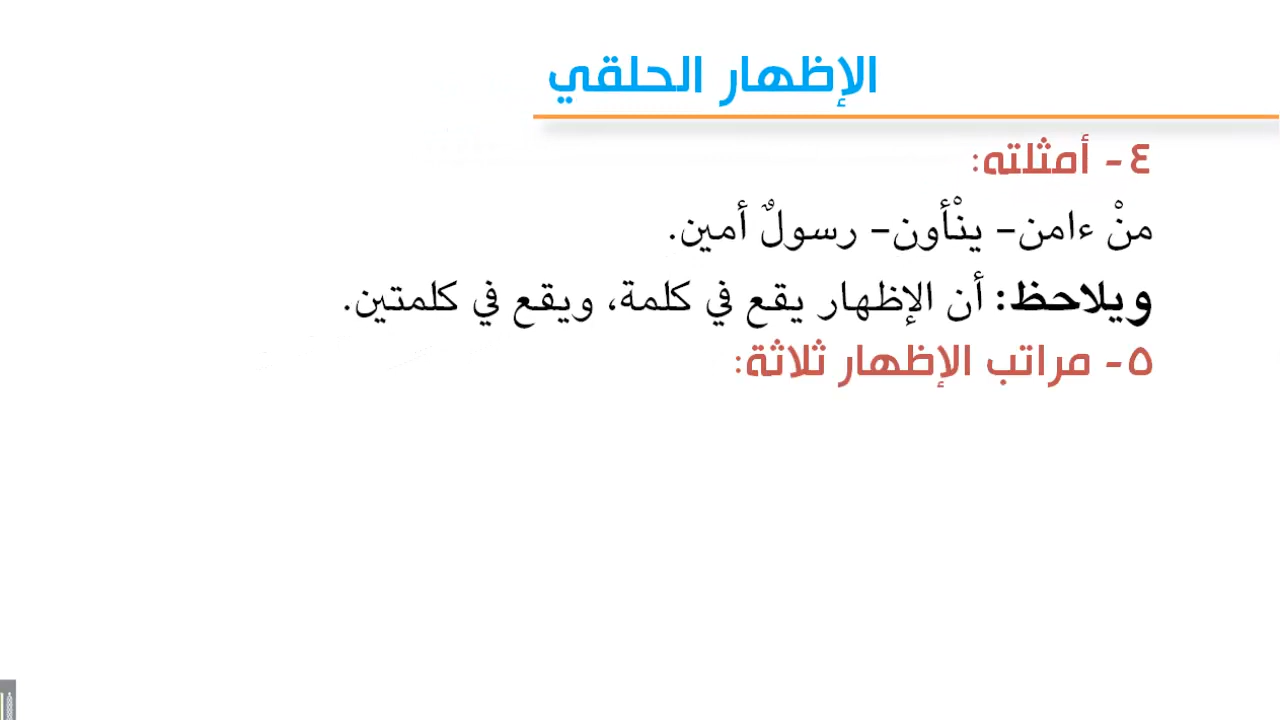 الإظهار الحلقي
٤- أمثلته:
منْ ءامن- ينْأون- رسولٌ أمين.
ويلاحظ: أن الإظهار يقع في كلمة، ويقع في كلمتين.
٥- مراتب الإظهار ثلاثة: